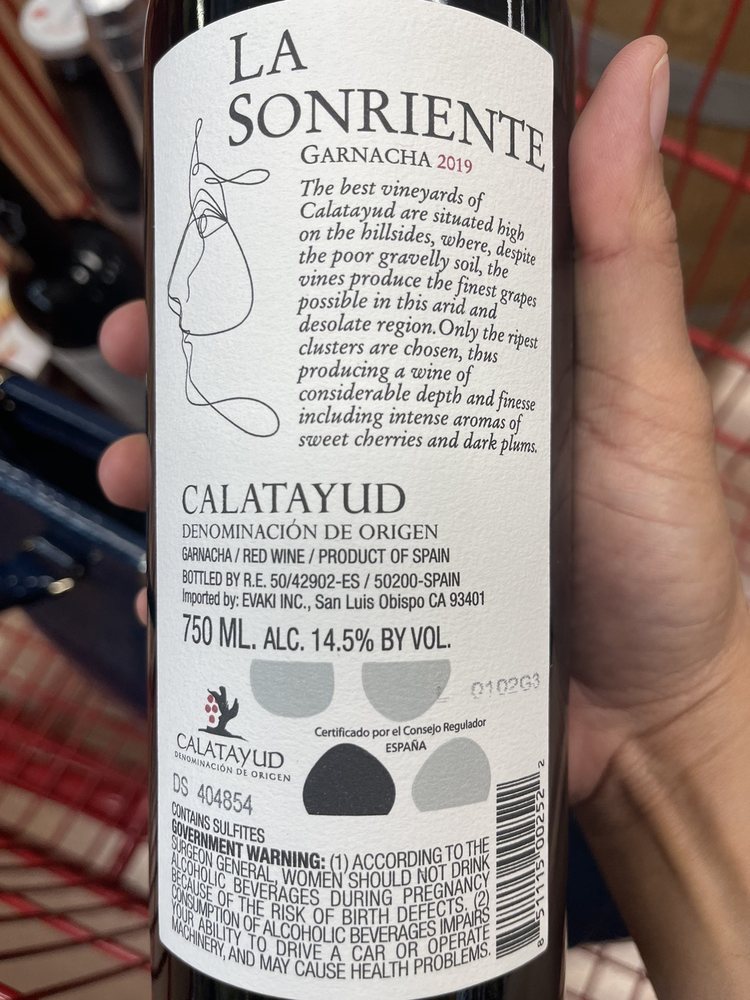 LA
SONRIENTE
GARNACHA 2019
The best vineyards of
Calatayud are situated high
on the hillsides, where, despite
the poor gravelly soil, the
vines produce the finest grapes
possible in this arid and
desolate region. Only the ripest
clusters are chosen, thus
producing a wine of
considerable depth and finesse
including intense aromas of
sweet cherries and dark plums.
CALATAYUD
DENOMINACIÓN DE ORIGEN
GARNACHA / RED WINE / PRODUCT OF SPAIN
BOTTLED BY R.E. 50/42902-ES / 50200-SPAIN
Imported by: EVAKI INC., San Luis Obispo CA 93401
750 ML. ALC. 14.5% BY VOL.
L 0102G3
Certificado por el Consejo Regulador
ESPAÑA
CALATAYUD
DENOMINACIÓN DE ORIGEN
DS 404854
CONTAINS SULFITES
GOVERNMENT WARNING: (1) ACCORDING TO THE
SURGEON GENERAL, WOMEN SHOULD NOT DRINK
ALCOHOLIC BEVERAGES DURING PREGNANCY
BECAUSE OF THE RISK OF BIRTH DEFECTS. (2)
CONSUMPTION OF ALCOHOLIC BEVERAGES IMPAIRS
YOUR ABILITY TO DRIVE A CAR OR OPERATE
MACHINERY, AND MAY CAUSE HEALTH PROBLEMS.
8 51115 00252 2